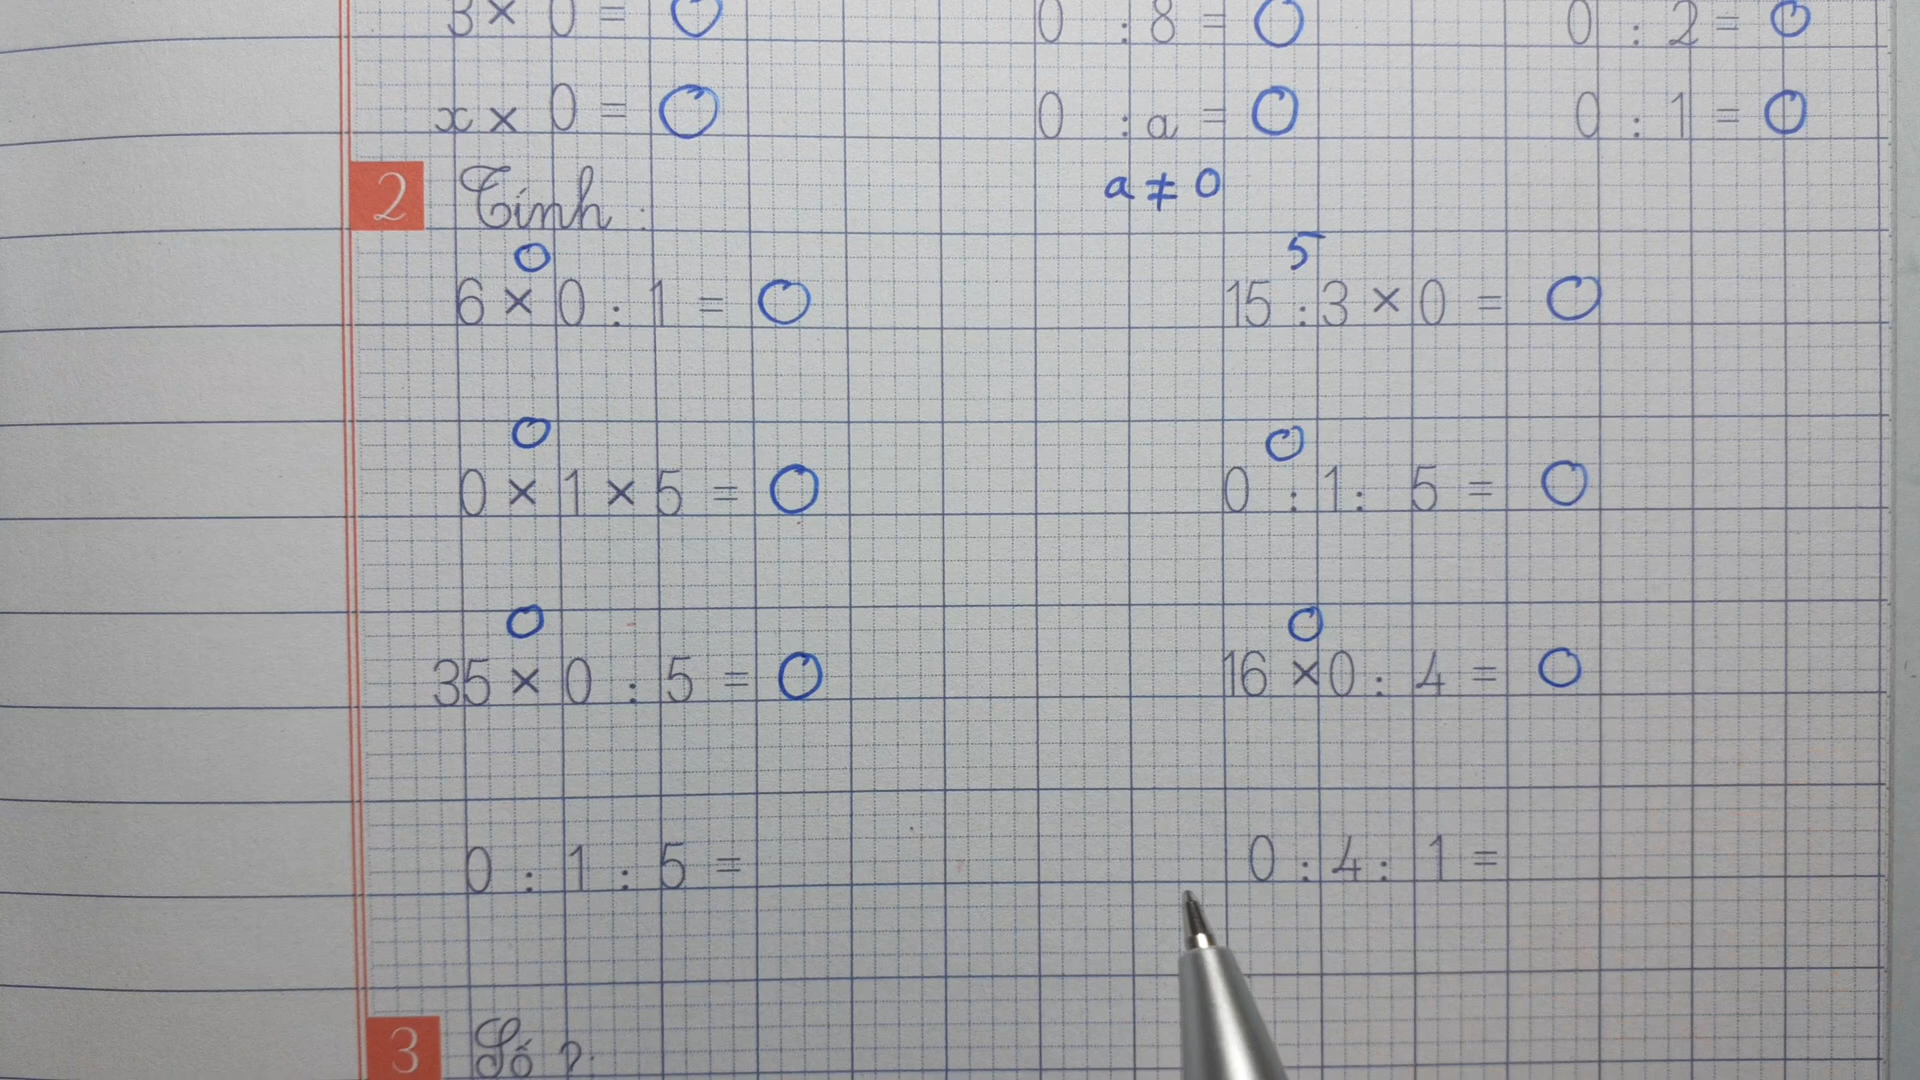 3 × 0 = 0 0 : 8 = 0 0 : 2 = 0
x × 0 = 0 0 : a = 0 0 : 1 = 0
a ≠ 0
2 Tính :
0 5
6 × 0 : 1 = 0 15 : 3 × 0 = 0
0 0
0 × 1 × 5 = 0 0 : 1 : 5 = 0
0 0
35 × 0 : 5 = 0 16 × 0 : 4 = 0
0 : 1 : 5 = 0 : 4 : 1 =
3 Số ?